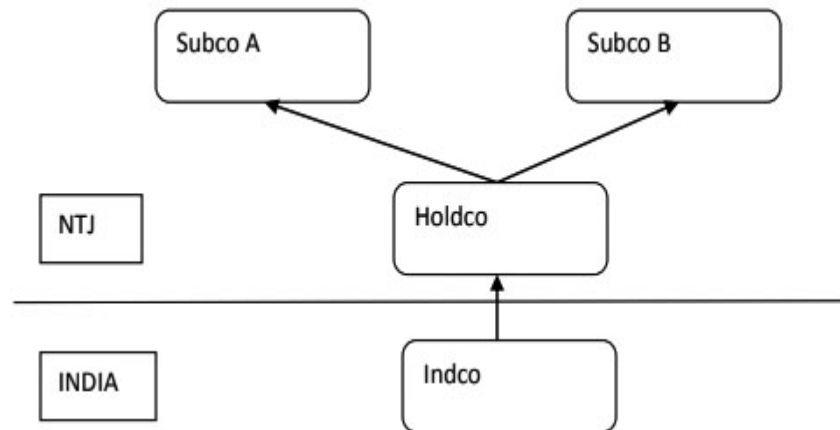 Subco A
Subco B
NTJ
Holdco
INDIA
Indco